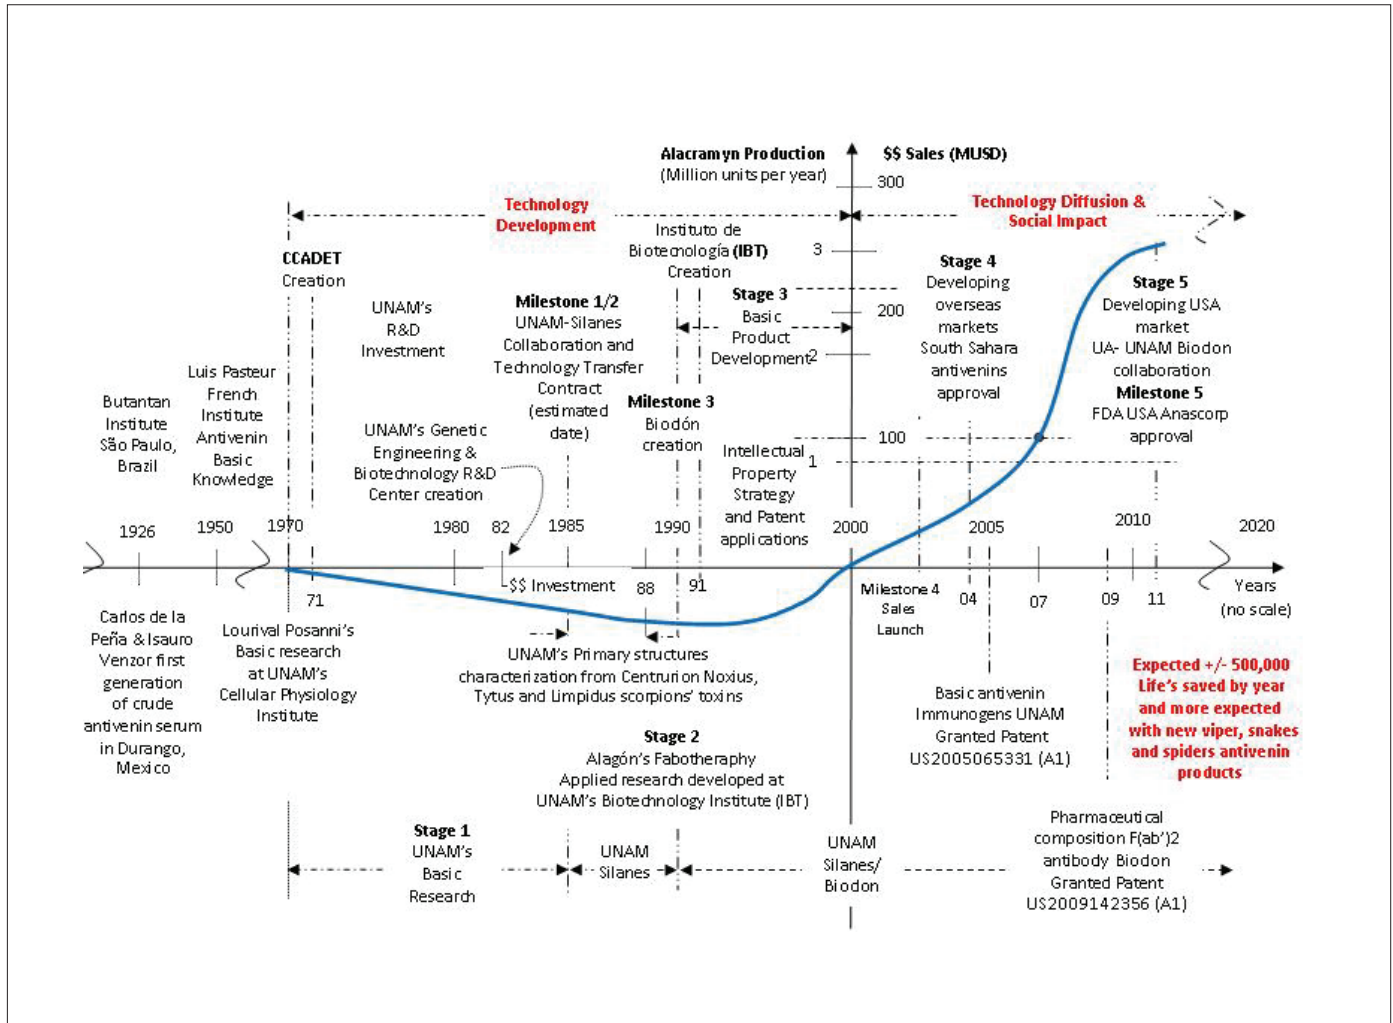 Alacramyn Production
(Million units per year)
$$ Sales (MUSD)
300
Technology
Development
Technology Diffusion &
Social Impact
Instituto de
Biotecnología (IBT)
Creation
3
CCADET
Creation
Stage 4
Developing
overseas
markets
South Sahara
antivenins
approval
Stage 5
Developing USA
market
UA- UNAM Biodon
collaboration
Milestone 5
FDA USA Anascorp
approval
UNAM's
R&D
Investment
Milestone 1/2
UNAM-Silanes
Collaboration and
Technology Transfer
Contract
(estimated
date)
Stage 3
Basic
Product
Development
200
2
Luis Pasteur
French
Institute
Antivenin
Basic
Knowledge
Butantan
Institute
São Paulo,
Brazil
UNAM's Genetic
Engineering &
Biotechnology R&D
Center creation
Milestone 3
Biodón
creation
100
1
Intellectual
Property
Strategy
and Patent
applications
1926
1950
1970
1980
82
1985
1990
2000
2005
2010
2020
-$$ Investment
71
88
91
Milestone 4
Sales
Launch
04
07
09
11
Years
(no scale)
Carlos de la
Peña & Isauro
Venzor first
generation
of crude
antivenin serum
in Durango,
Mexico
Lourival Posanni's
Basic research
at UNAM's
Cellular Physiology
Institute
UNAM's Primary structures
characterization from Centrurion Noxius,
Tytus and Limpidus scorpions' toxins
Basic antivenin
Immunogens UNAM
Granted Patent
US2005065331 (A1)
Expected +/- 500,000
Life's saved by year
and more expected
with new viper, snakes
and spiders antivenin
products
Stage 2
Alagón's Fabotheraphy
Applied research developed at
UNAM's Biotechnology Institute (IBT)
Stage 1
UNAM's
Basic
Research
UNAM
Silanes
UNAM
Silanes/
Biodon
Pharmaceutical
composition F(ab')2
antibody Biodon
Granted Patent
US2009142356 (A1)